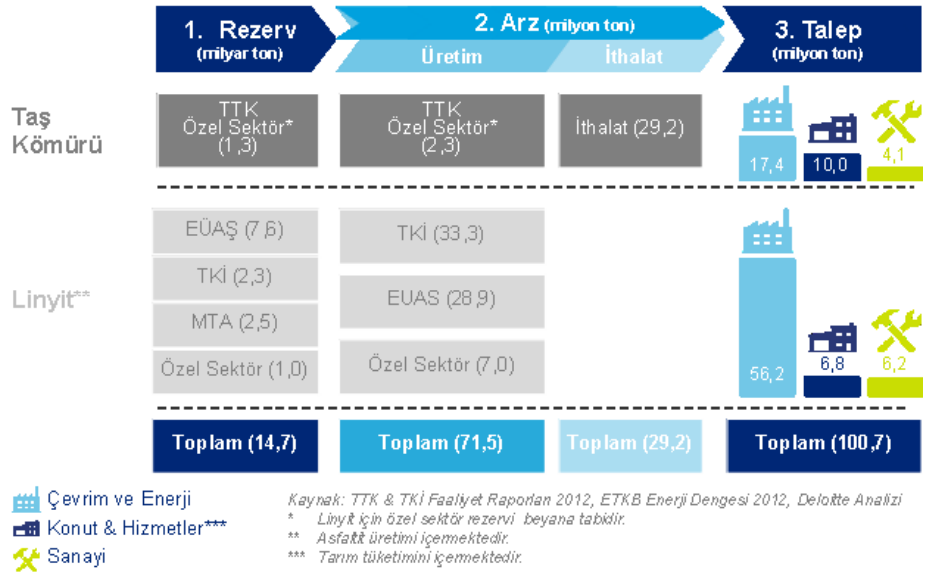 1. Rezerv
(milyar ton)
2. Arz (milyon ton)
Üretim
İthalat
3. Talep
(milyon ton)
Taş
Kömürü
TTK
Özel Sektör*
(1,3)
TTK
Özel Sektör*
(2,3)
İthalat (29,2)
17,4
10,0
4,1
Linyit**
EÜAŞ (7,6)
TKİ (2,3)
MTA (2,5)
Özel Sektör (1,0)
TKİ (33,3)
EUAS (28,9)
Özel Sektör (7,0)
56,2
6,8
6,2
Toplam (14,7)
Toplam (71,5)
Toplam (29,2)
Toplam (100,7)
Çevrim ve Enerji
Konut & Hizmetler***
Sanayi
Kaynak: TTK & TKİ Faaliyet Raporları 2012, ETKB Enerji Dengesi 2012, Deloitte Analizi
* Linyit için özel sektör rezervi beyana tabidir.
** Asfaltit üretimi içermektedir.
*** Tarım tüketimini içermektedir.